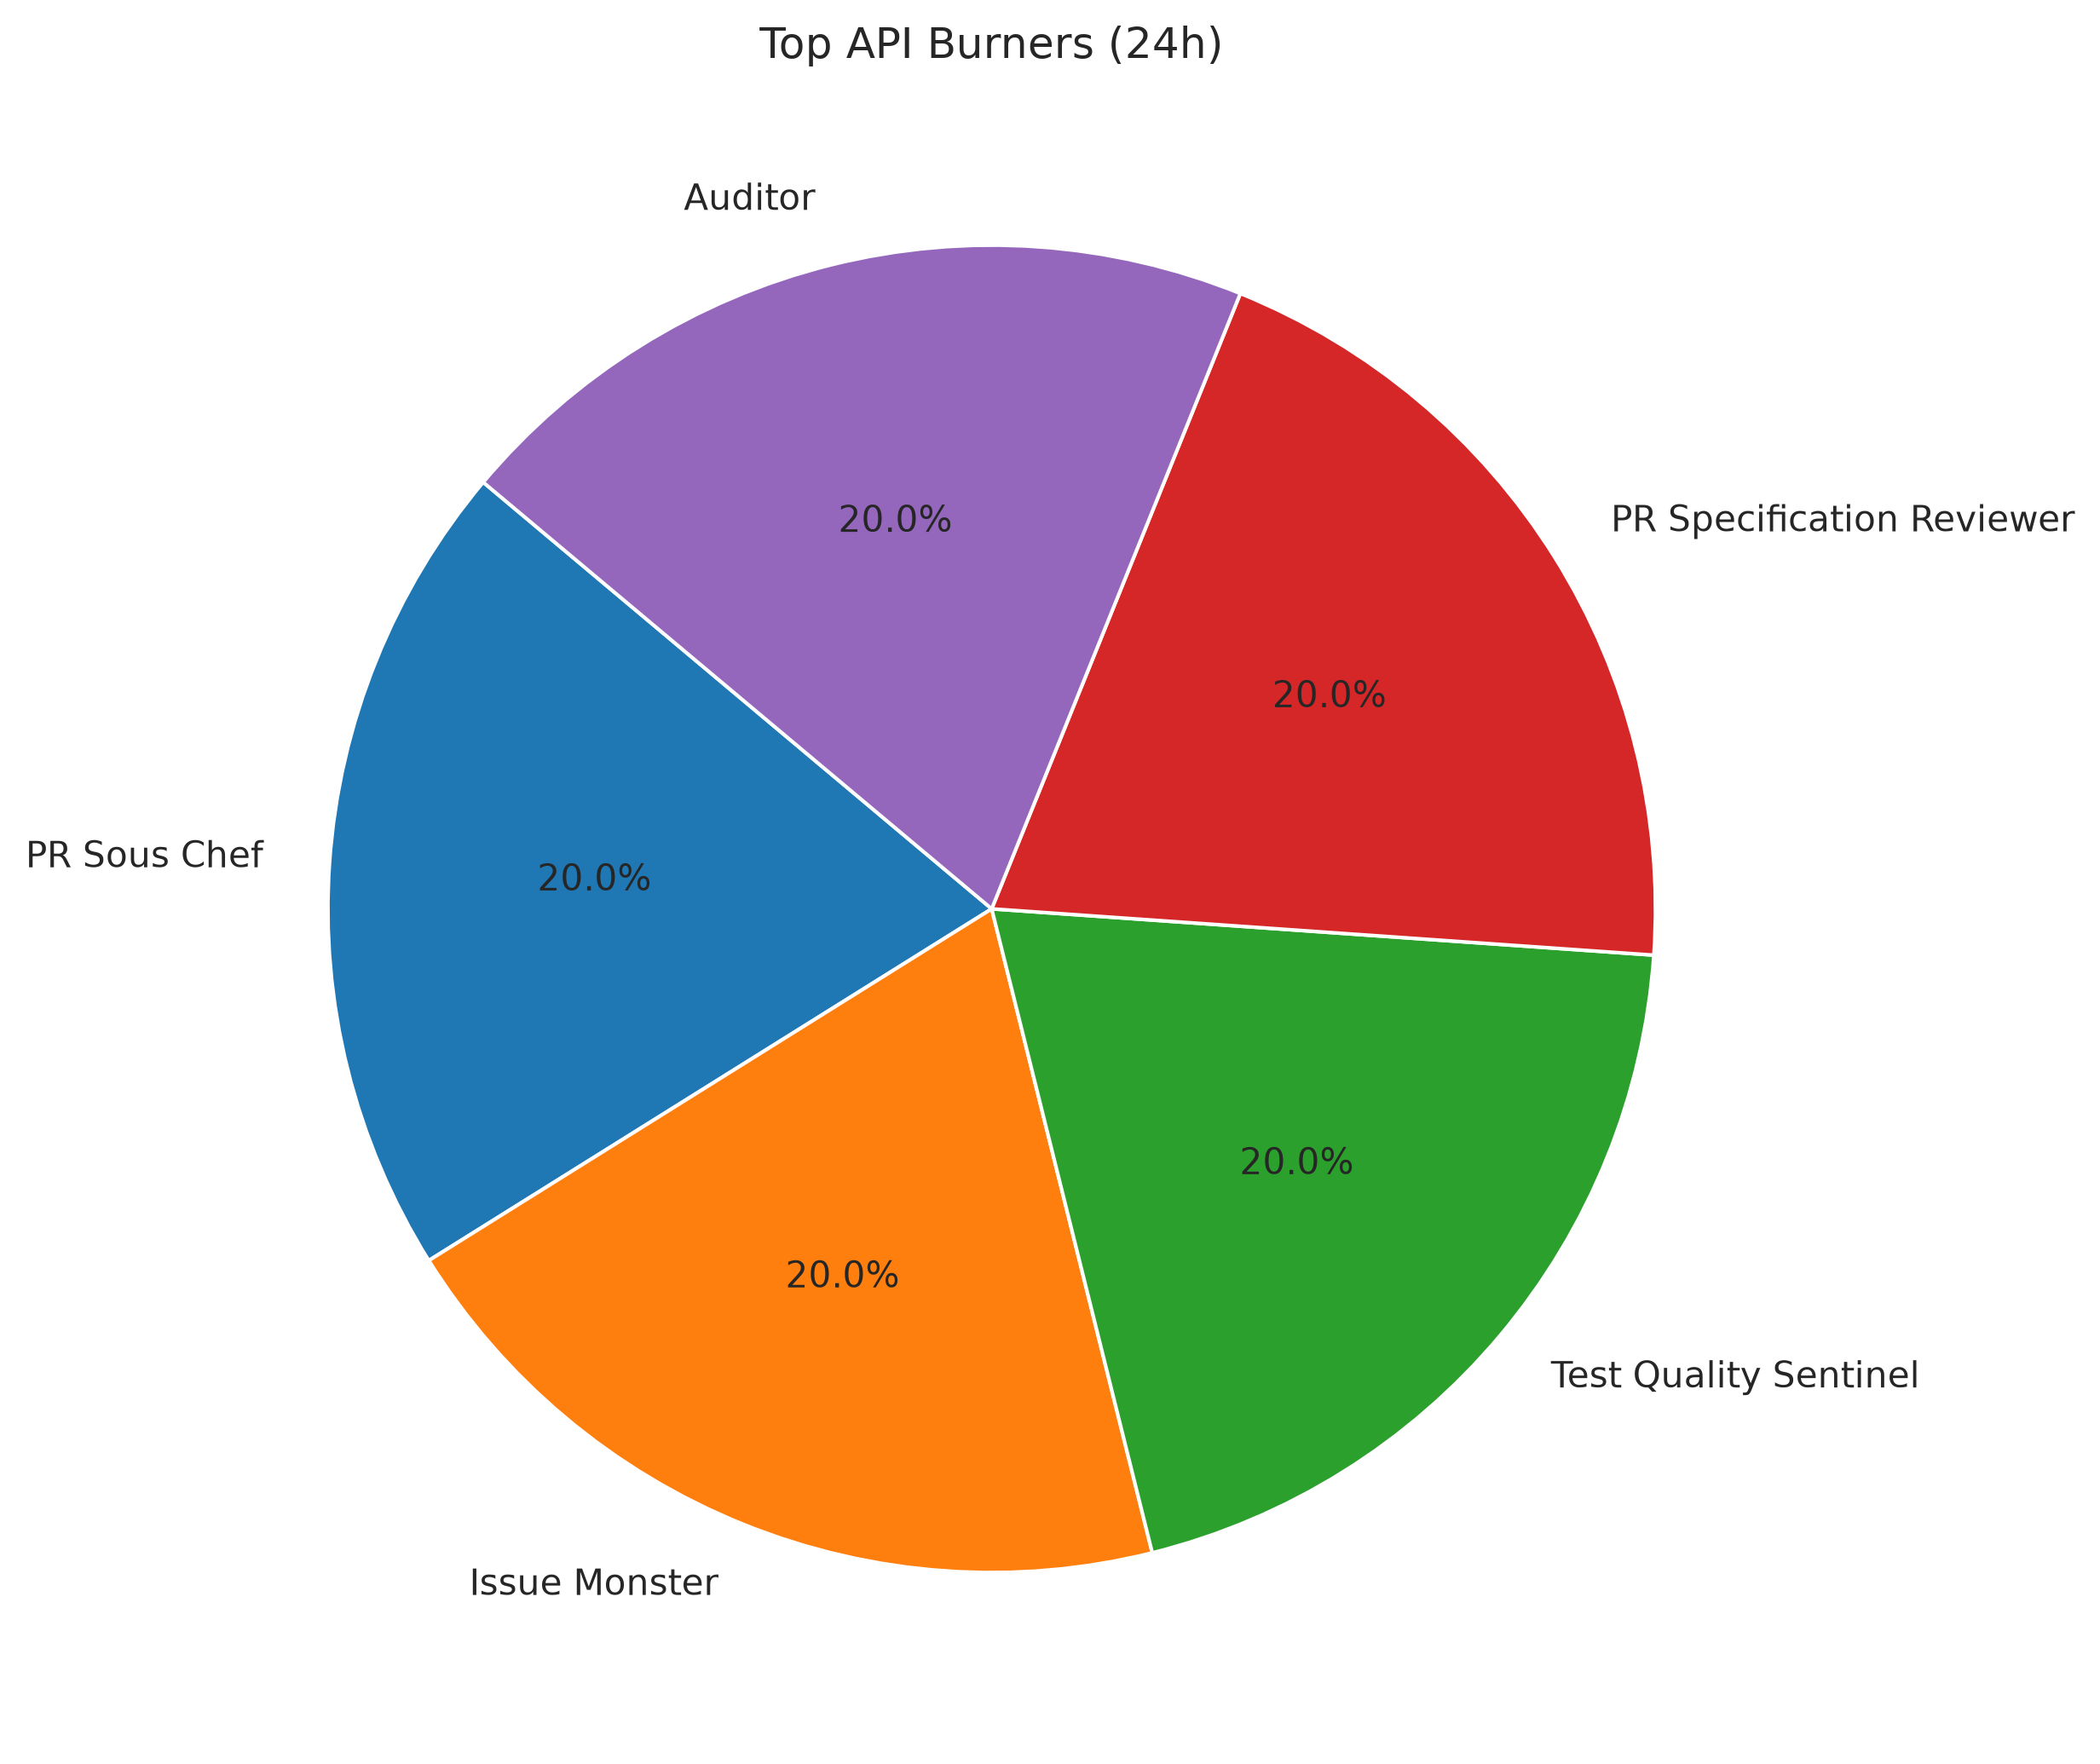 Top API Burners (24h)
Auditor
20.0%
PR Specification Reviewer
20.0%
PR Sous Chef
20.0%
20.0%
Test Quality Sentinel
20.0%
Issue Monster